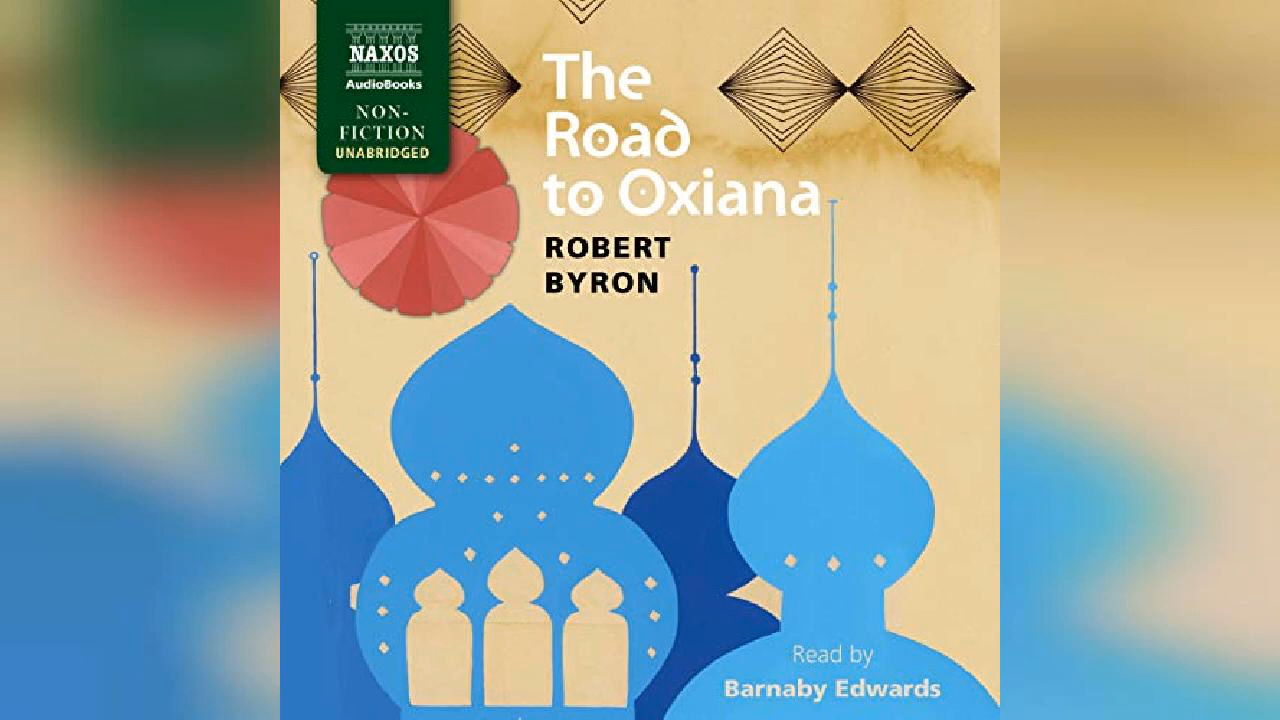 NAXOS
AudioBooks
NON-
FICTION
UNABRIDGED
The
Road
to Oxiana
ROBERT
BYRON
Read by
Barnaby Edwards